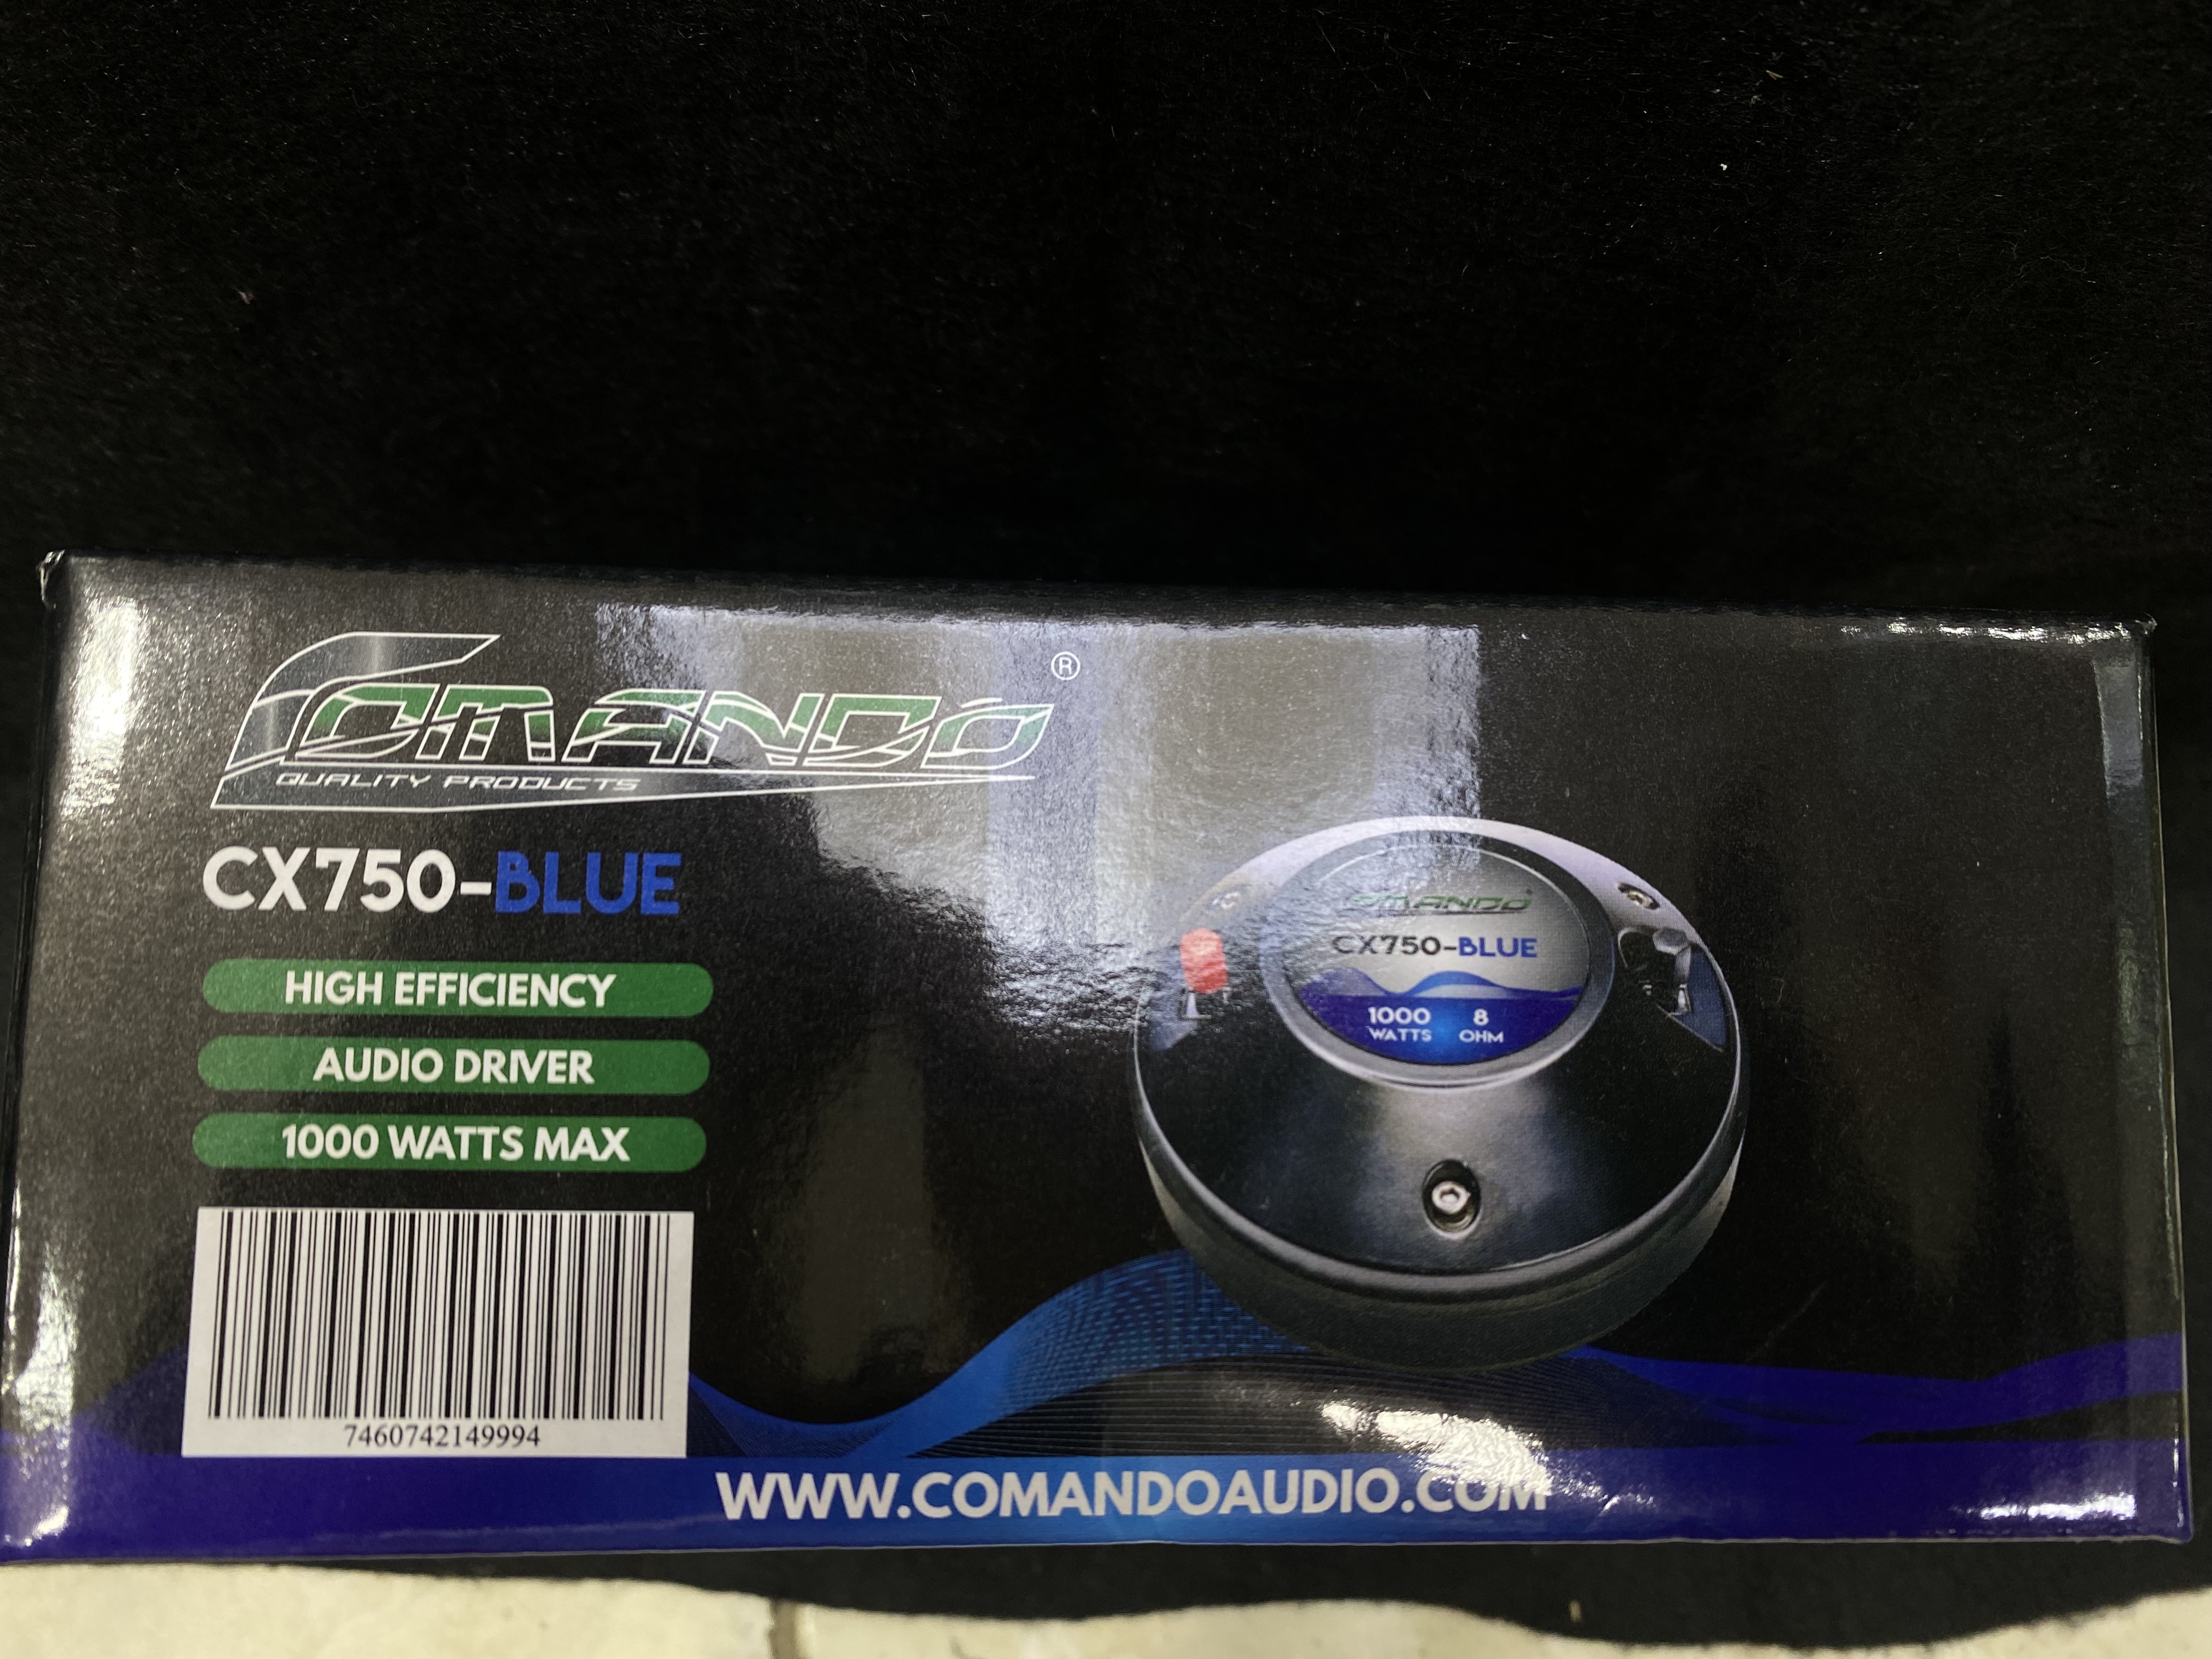 COMANDO®
QUALITY PRODUCTS
CX750-BLUE
HIGH EFFICIENCY
AUDIO DRIVER
1000 WATTS MAX
7460742149994
COMANDO
CX750-BLUE
1000 8
WATTS OHM
WWW.COMANDOAUDIO.COM